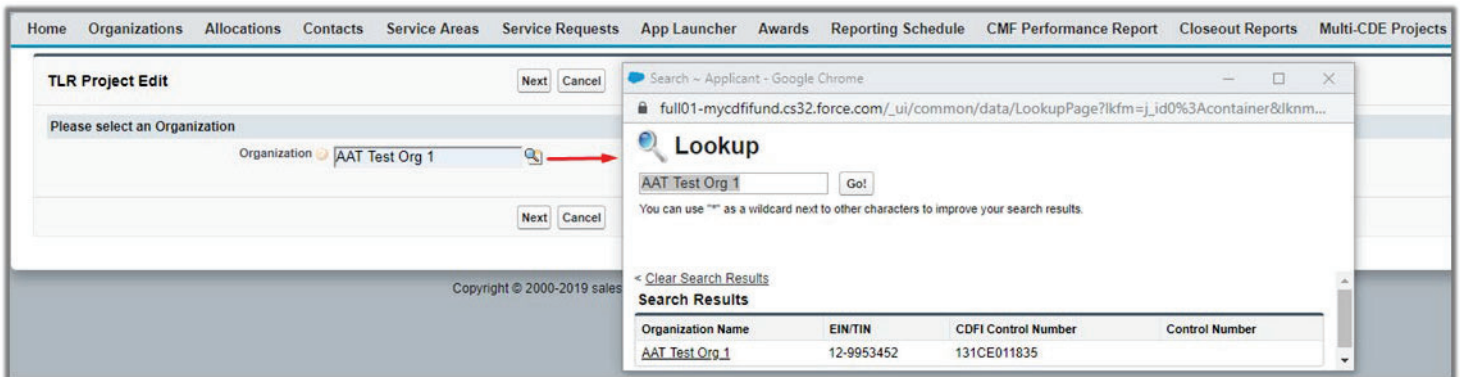 Home Organizations Allocations Contacts Service Areas Service Requests App Launcher Awards Reporting Schedule CMF Performance Report Closeout Reports Multi-CDE Projects
TLR Project Edit
Next Cancel
Please select an Organization
Organization AAT Test Org 1
Next Cancel
Copyright © 2000-2019 sales
Search ~ Applicant - Google Chrome
full01-mycdfifund.cs32.force.com/_ui/common/data/LookupPage?lkfm=j_id0%3Acontainer&lknm...
Lookup
AAT Test Org 1 Go!
You can use "*" as a wildcard next to other characters to improve your search results.
< Clear Search Results
Search Results
Organization Name EIN/TIN CDFI Control Number Control Number
AAT Test Org 1 12-9953452 131CE011835